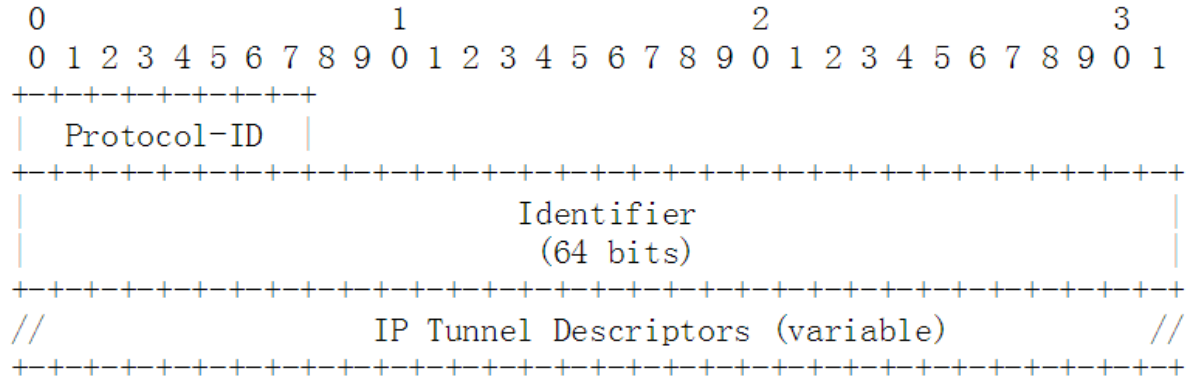 0                   1                   2                   3
 0 1 2 3 4 5 6 7 8 9 0 1 2 3 4 5 6 7 8 9 0 1 2 3 4 5 6 7 8 9 0 1
+-+-+-+-+-+-+-+-+
|  Protocol-ID  |
+-+-+-+-+-+-+-+-+-+-+-+-+-+-+-+-+-+-+-+-+-+-+-+-+-+-+-+-+-+-+-+-+
|                           Identifier                          |
|                            (64 bits)                          |
+-+-+-+-+-+-+-+-+-+-+-+-+-+-+-+-+-+-+-+-+-+-+-+-+-+-+-+-+-+-+-+-+
//                  IP Tunnel Descriptors (variable)           //
+-+-+-+-+-+-+-+-+-+-+-+-+-+-+-+-+-+-+-+-+-+-+-+-+-+-+-+-+-+-+-+-+